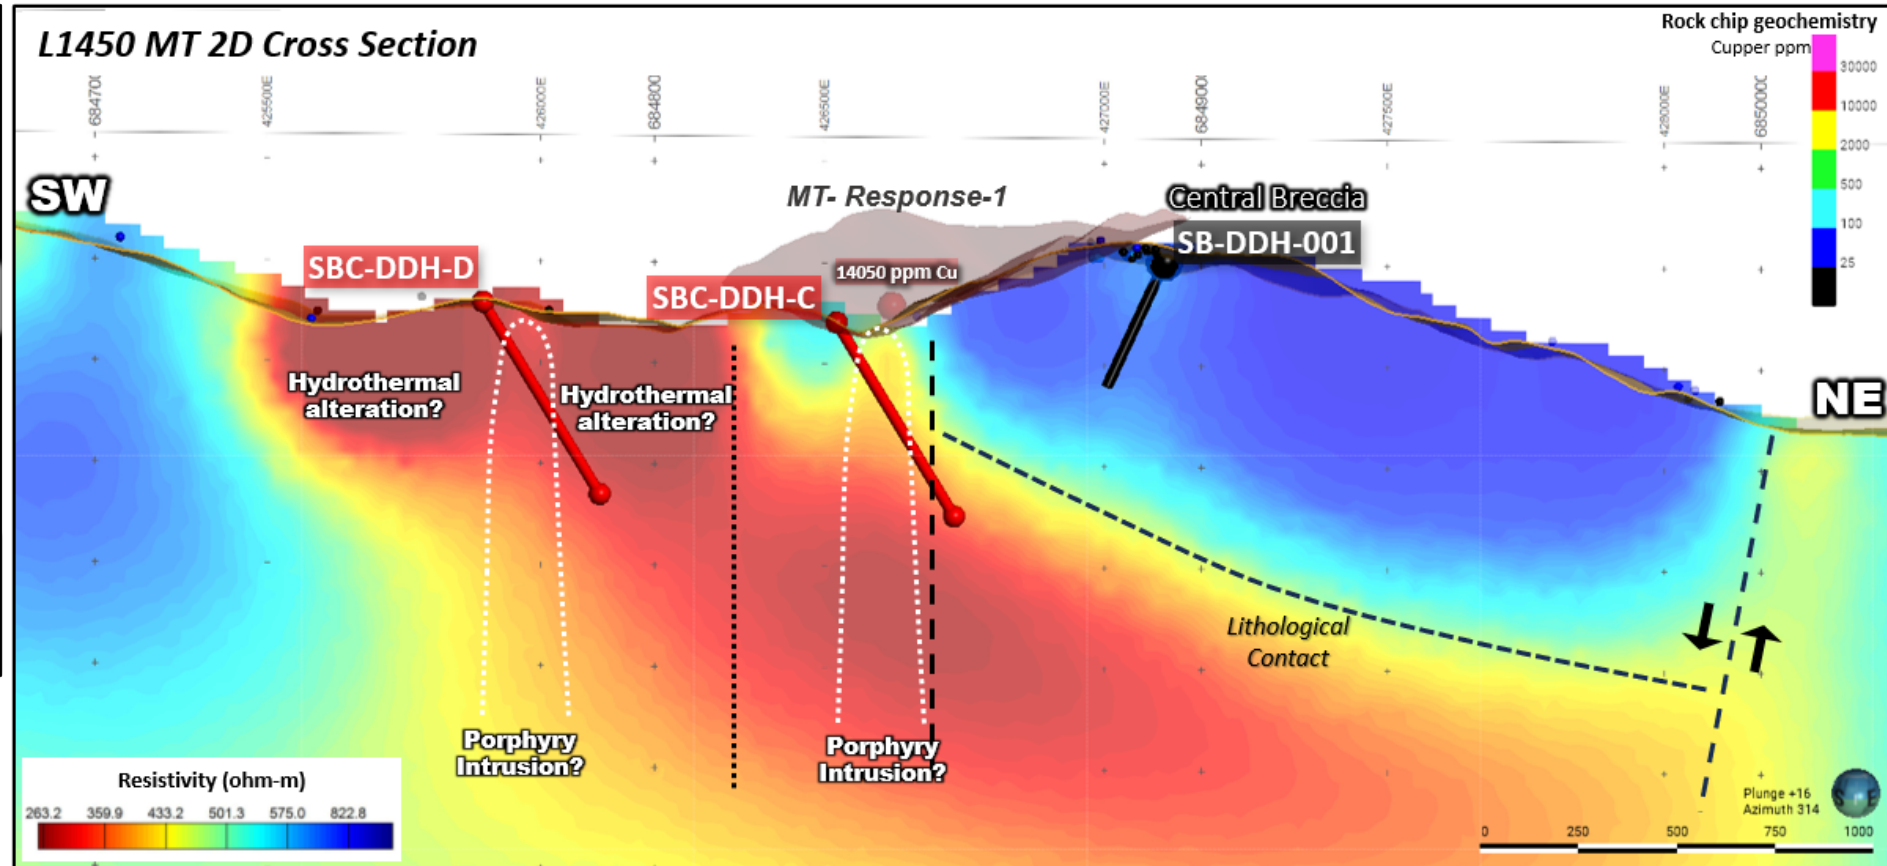 L1450 MT 2D Cross Section
Rock chip geochemistry
Cupper ppm
30000
10000
2000
500
100
25
684700
425500E
426000E
684800
426500E
427000E
684900
427500E
428000E
685000
SW
MT- Response-1
Central Breccia
SB-DDH-001
SBC-DDH-D
SBC-DDH-C
14050 ppm Cu
NE
Hydrothermal
alteration?
Hydrothermal
alteration?
Lithological
Contact
Porphyry
Intrusion?
Porphyry
Intrusion?
Resistivity (ohm-m)
263.2 359.9 433.2 501.3 575.0 822.8
Plunge +16
Azimuth 314
0 250 500 750 1000